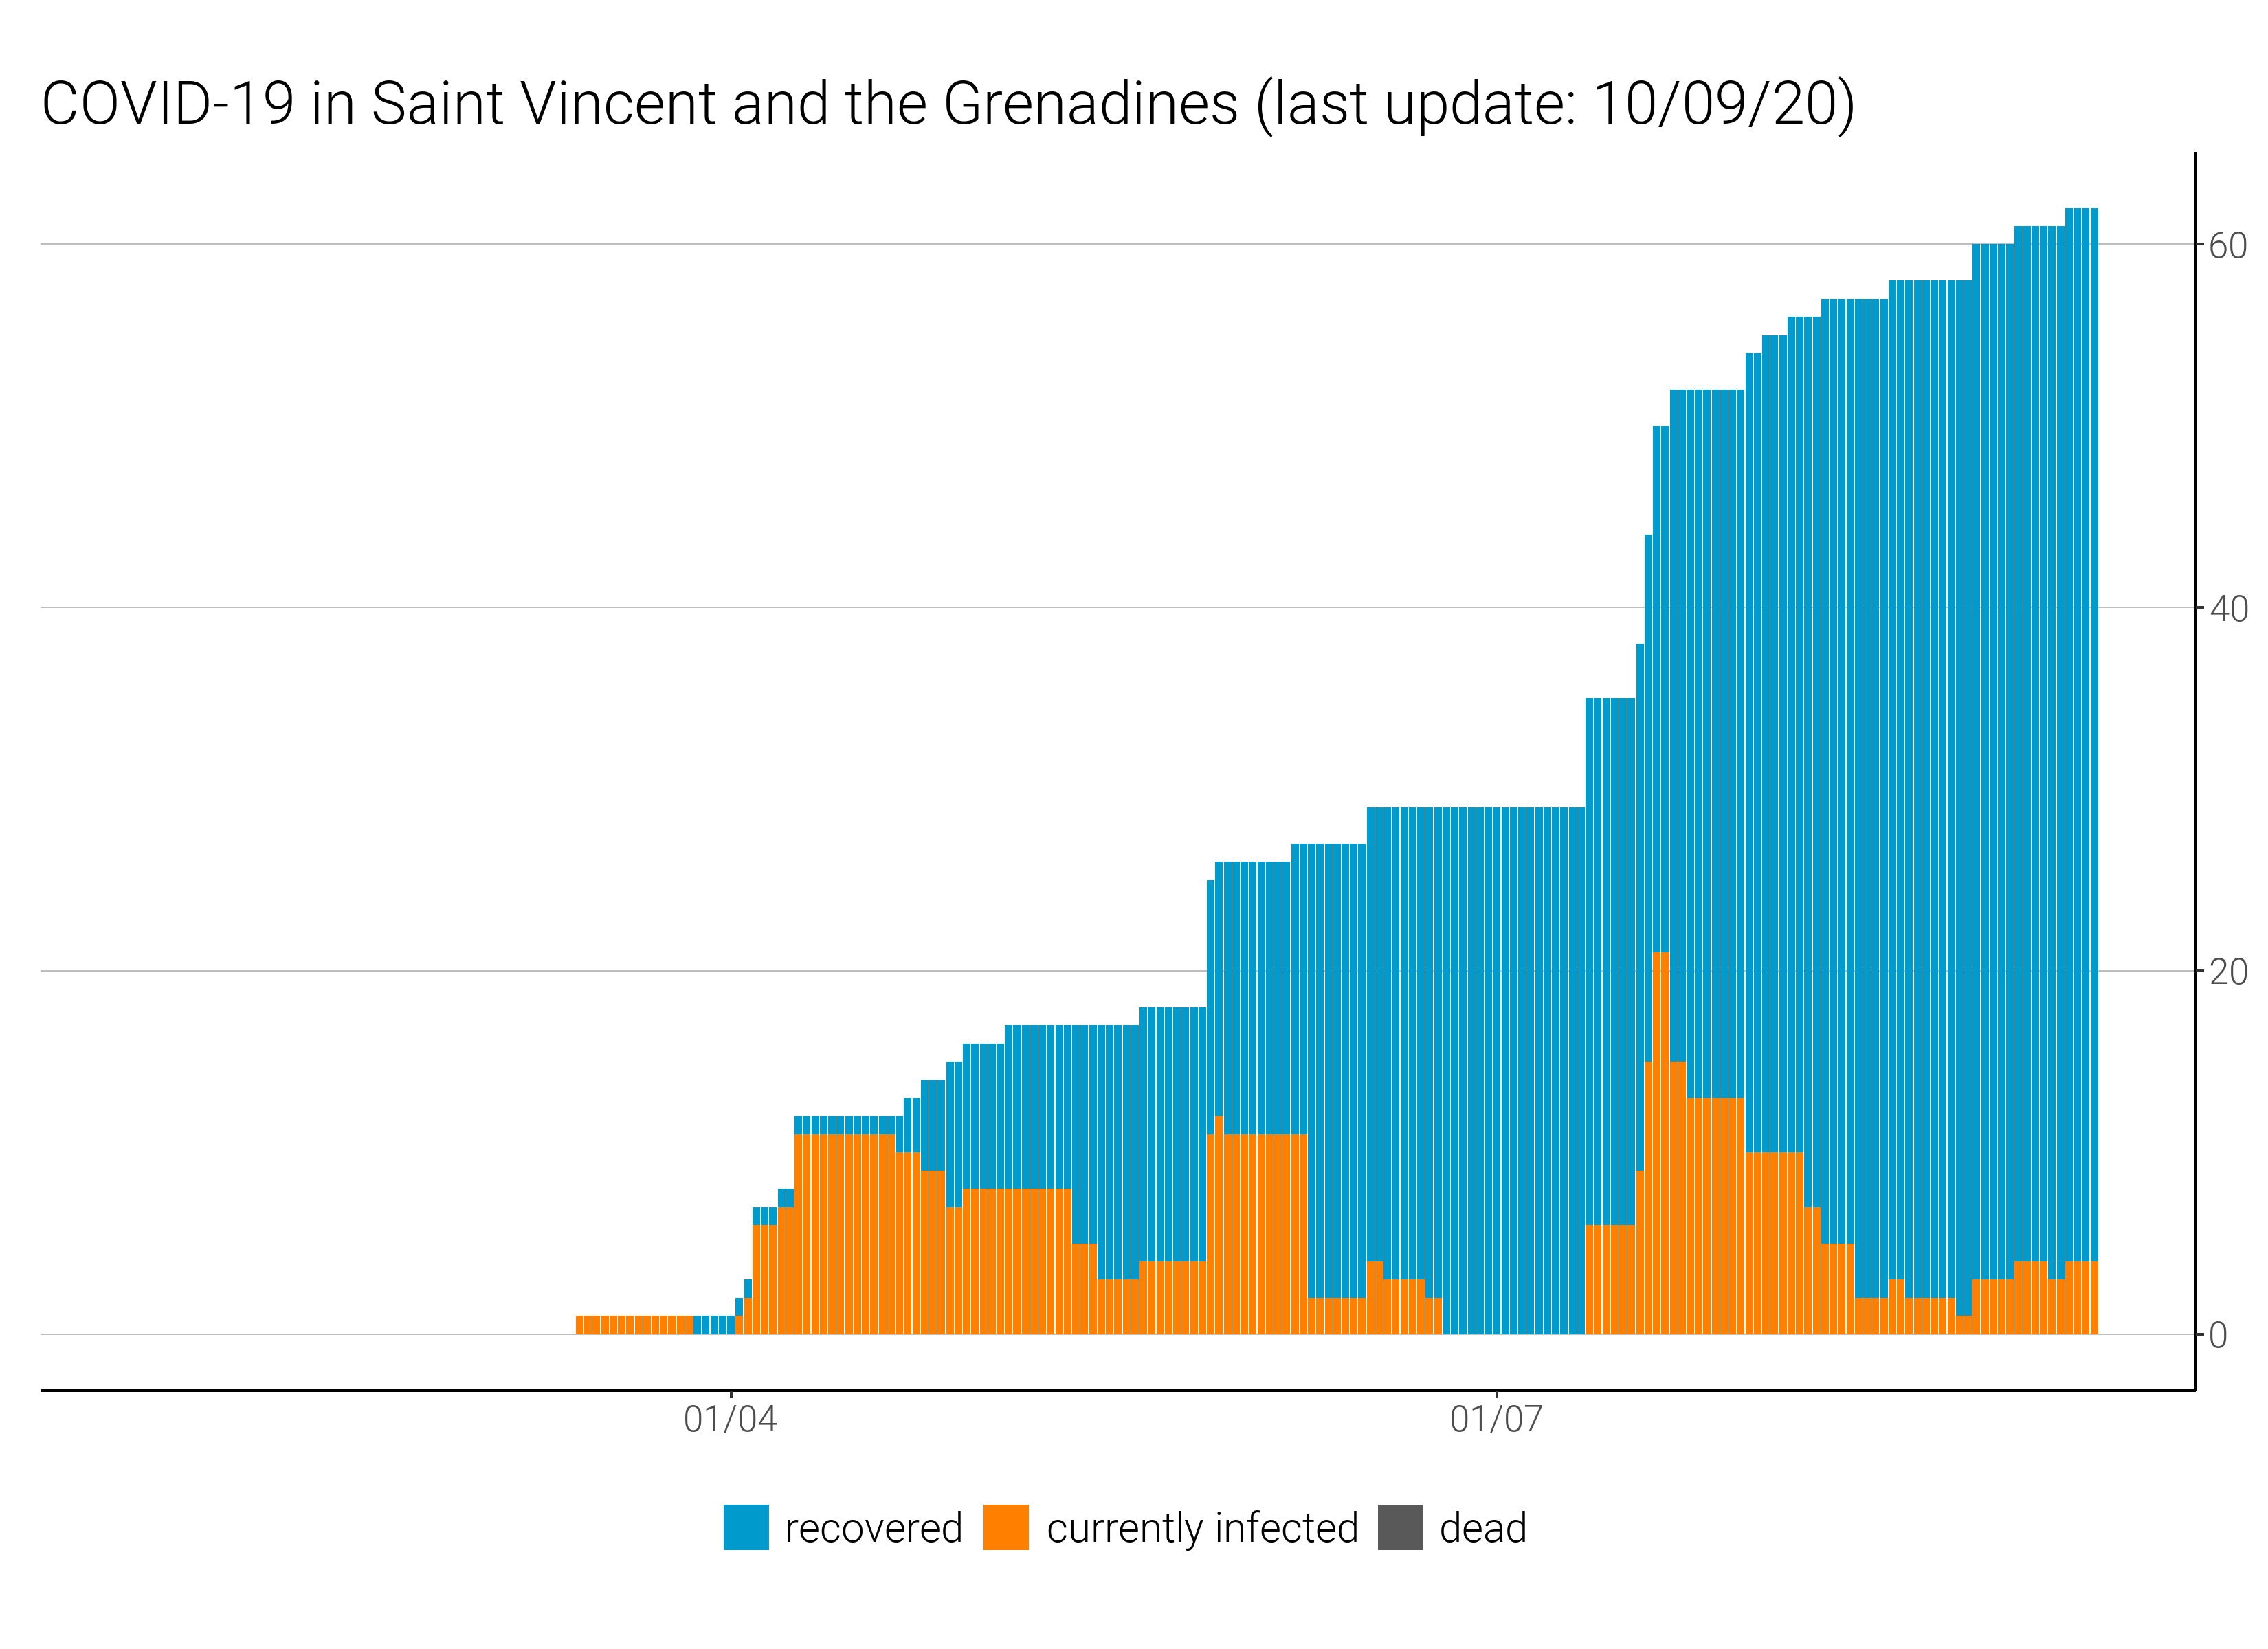 COVID-19 in Saint Vincent and the Grenadines (last update: 10/09/20)
60
40
20
0
01/04 01/07
recovered currently infected dead